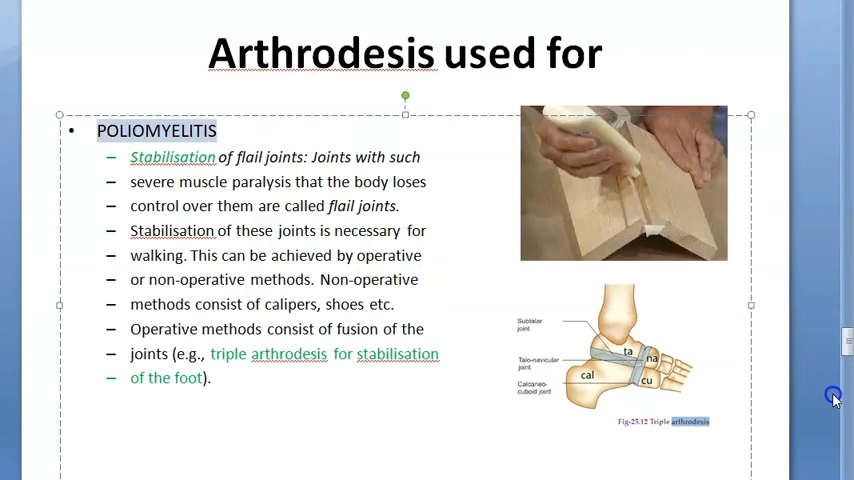 Arthrodesis used for
• POLIOMYELITIS
– Stabilisation of flail joints: Joints with such
– severe muscle paralysis that the body loses
– control over them are called flail joints.
– Stabilisation of these joints is necessary for
– walking. This can be achieved by operative
– or non-operative methods. Non-operative
– methods consist of calipers, shoes etc.
– Operative methods consist of fusion of the
– joints (e.g., triple arthrodesis for stabilisation
– of the foot).
Subtalar
joint
Talo-navicular
joint
Calcaneo-
cuboid joint
ta
na
cal
cu
Fig-25.12 Triple arthrodesis